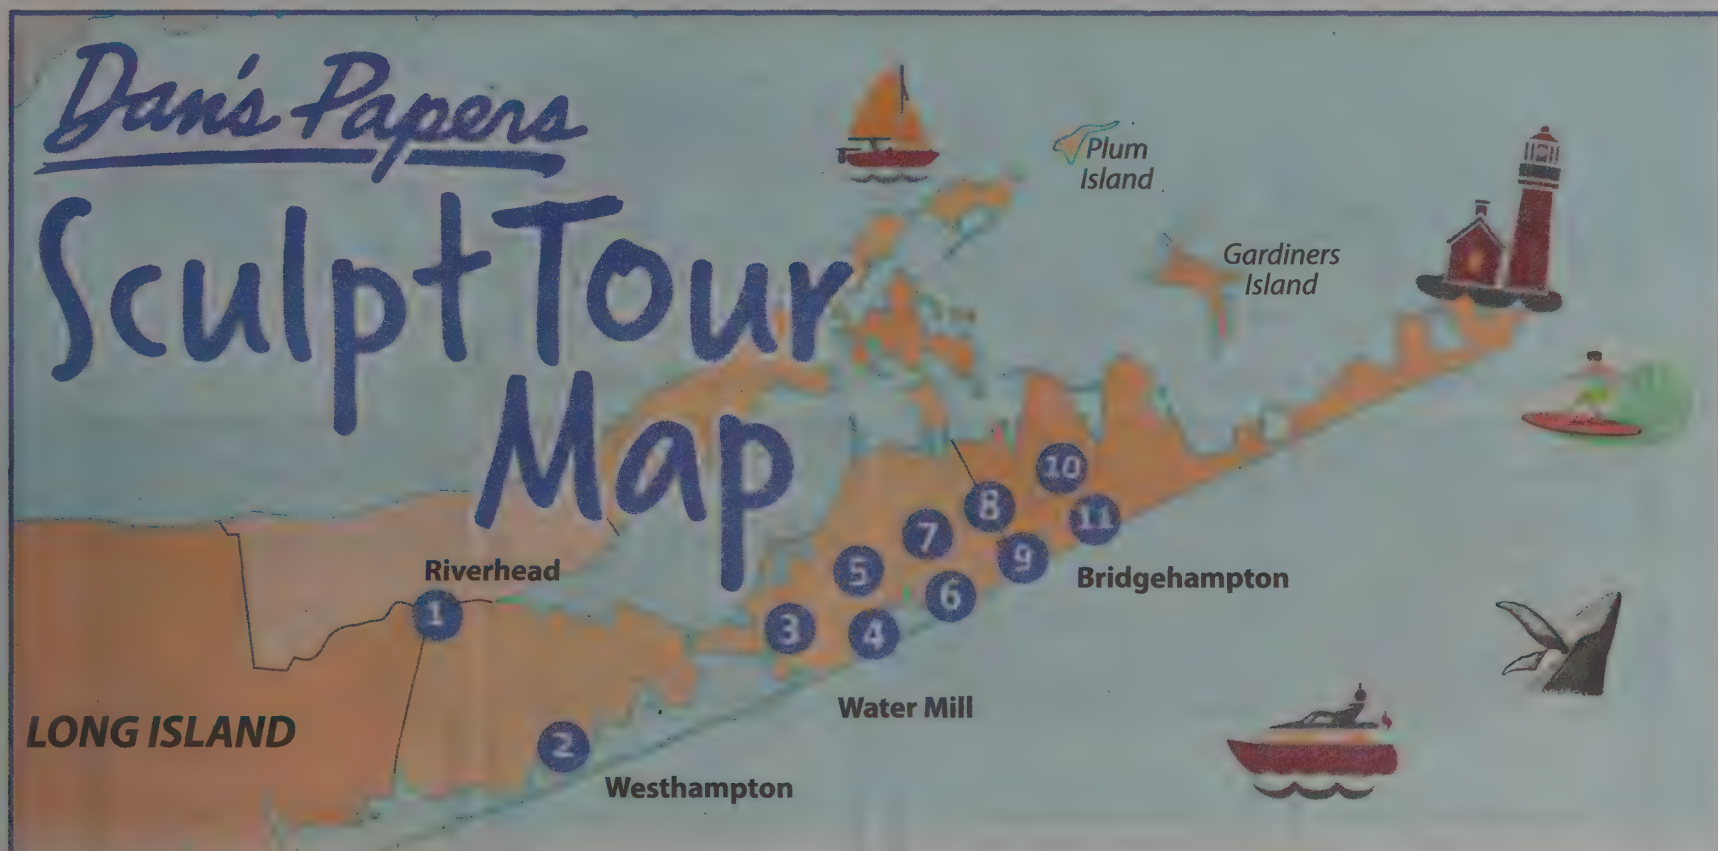 Dan's Papers
SculptTour
Map
Plum
Island
Gardiners
Island
10
8
11
7
9
5
Bridgehampton
Riverhead
6
1
3
4
LONG ISLAND
Water Mill
2
Westhampton